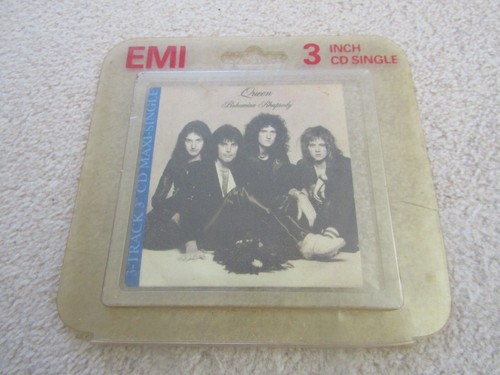 EMI
3 INCH
CD SINGLE
Queen
Bohemian Rhapsody
3-TRACK 3" CD MAXI-SINGLE